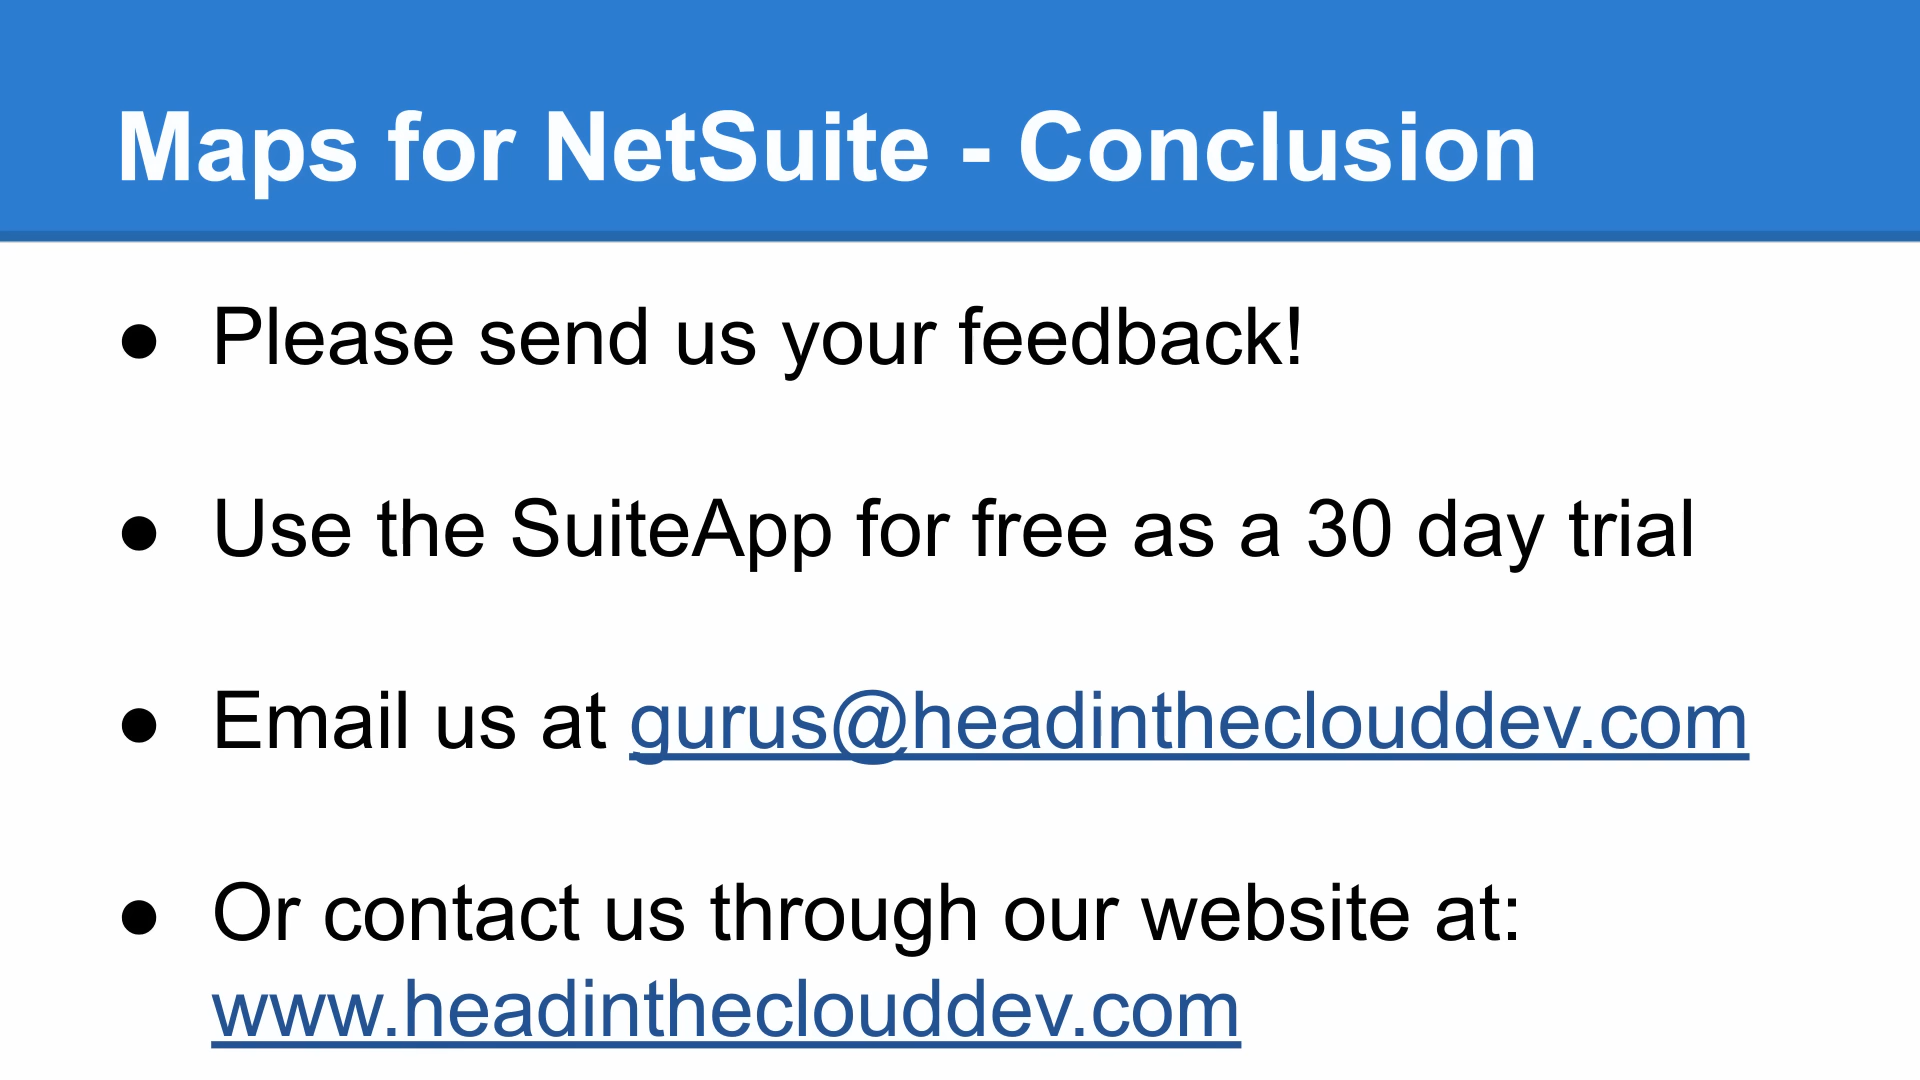 Maps for NetSuite - Conclusion
● Please send us your feedback!
● Use the SuiteApp for free as a 30 day trial
● Email us at gurus@headintheclouddev.com
● Or contact us through our website at:
www.headintheclouddev.com